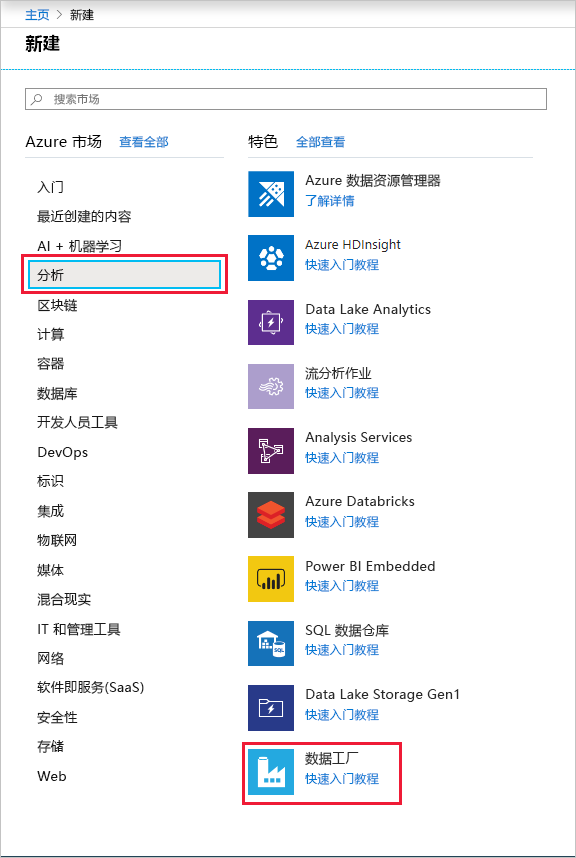 主页 > 新建
新建
搜索市场
Azure 市场 查看全部
入门
最近创建的内容
AI + 机器学习
分析
区块链
计算
容器
数据库
开发人员工具
DevOps
标识
集成
物联网
媒体
混合现实
IT 和管理工具
网络
软件即服务(SaaS)
安全性
存储
Web
特色 全部查看
Azure 数据资源管理器
了解详情
Azure HDInsight
快速入门教程
Data Lake Analytics
快速入门教程
流分析作业
快速入门教程
Analysis Services
快速入门教程
Azure Databricks
快速入门教程
Power BI Embedded
快速入门教程
SQL 数据仓库
SQL
快速入门教程
Data Lake Storage Gen1
快速入门教程
数据工厂
快速入门教程